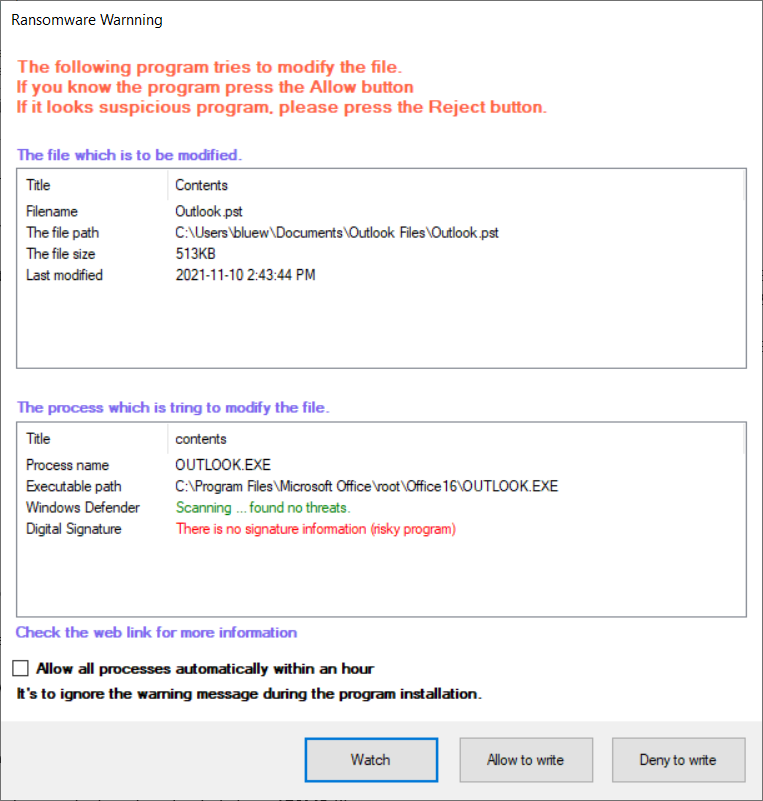 Ransomware Warnning
The following program tries to modify the file.
If you know the program press the Allow button
If it looks suspicious program, please press the Reject button.
The file which is to be modified.
Title Contents
Filename Outlook.pst
The file path C:\Users\bluew\Documents\Outlook Files\Outlook.pst
The file size 513KB
Last modified 2021-11-10 2:43:44 PM
The process which is tring to modify the file.
Title contents
Process name OUTLOOK.EXE
Executable path C:\Program Files\Microsoft Office\root\Office16\OUTLOOK.EXE
Windows Defender Scanning ... found no threats.
Digital Signature There is no signature information (risky program)
Check the web link for more information
Allow all processes automatically within an hour
It's to ignore the warning message during the program installation.
Watch Allow to write Deny to write